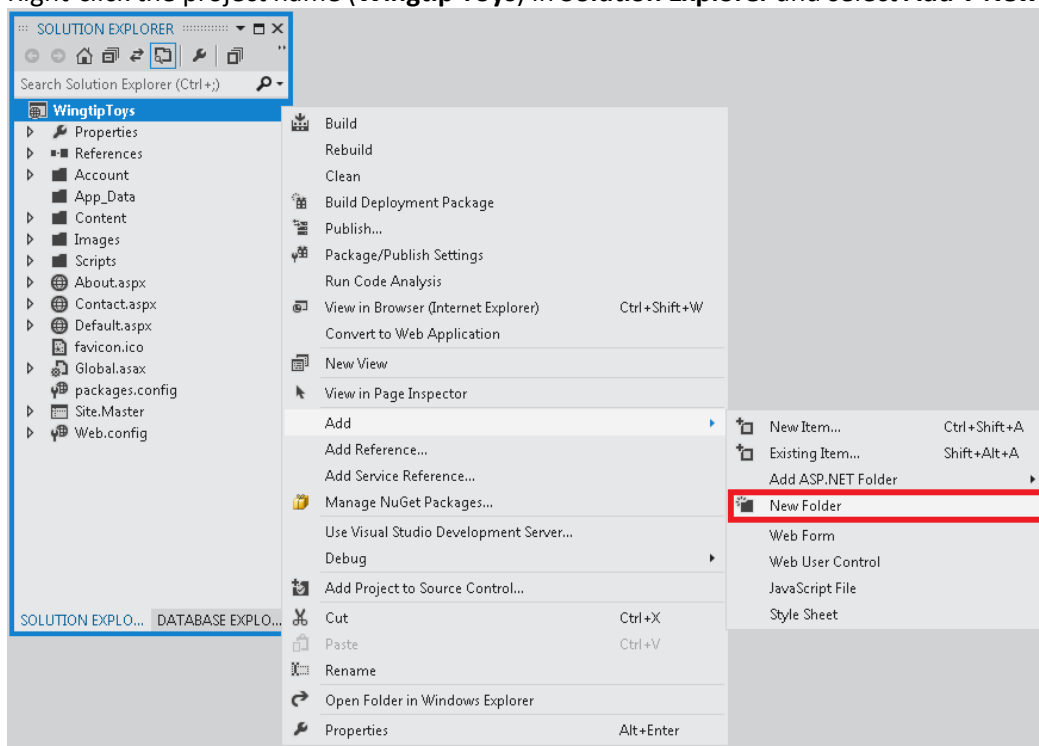 Right-click the project name (Wingtip Toys) in Solution Explorer and select Add New
SOLUTION EXPLORER
Search Solution Explorer (Ctrl+;)
WingtipToys
Properties
References
Account
App_Data
Content
Images
Scripts
About.aspx
Contact.aspx
Default.aspx
favicon.ico
Global.asax
packages.config
Site.Master
Web.config
SOLUTION EXPLO... DATABASE EXPLO...
Build
Rebuild
Clean
Build Deployment Package
Publish...
Package/Publish Settings
Run Code Analysis
View in Browser (Internet Explorer) Ctrl+Shift+W
Convert to Web Application
New View
View in Page Inspector
Add
Add Reference...
Add Service Reference...
Manage NuGet Packages...
Use Visual Studio Development Server...
Debug
Add Project to Source Control...
Cut Ctrl+X
Paste Ctrl+V
Rename
Open Folder in Windows Explorer
Properties Alt+Enter
New Item... Ctrl+Shift+A
Existing Item... Shift+Alt+A
Add ASP.NET Folder
New Folder
Web Form
Web User Control
JavaScript File
Style Sheet